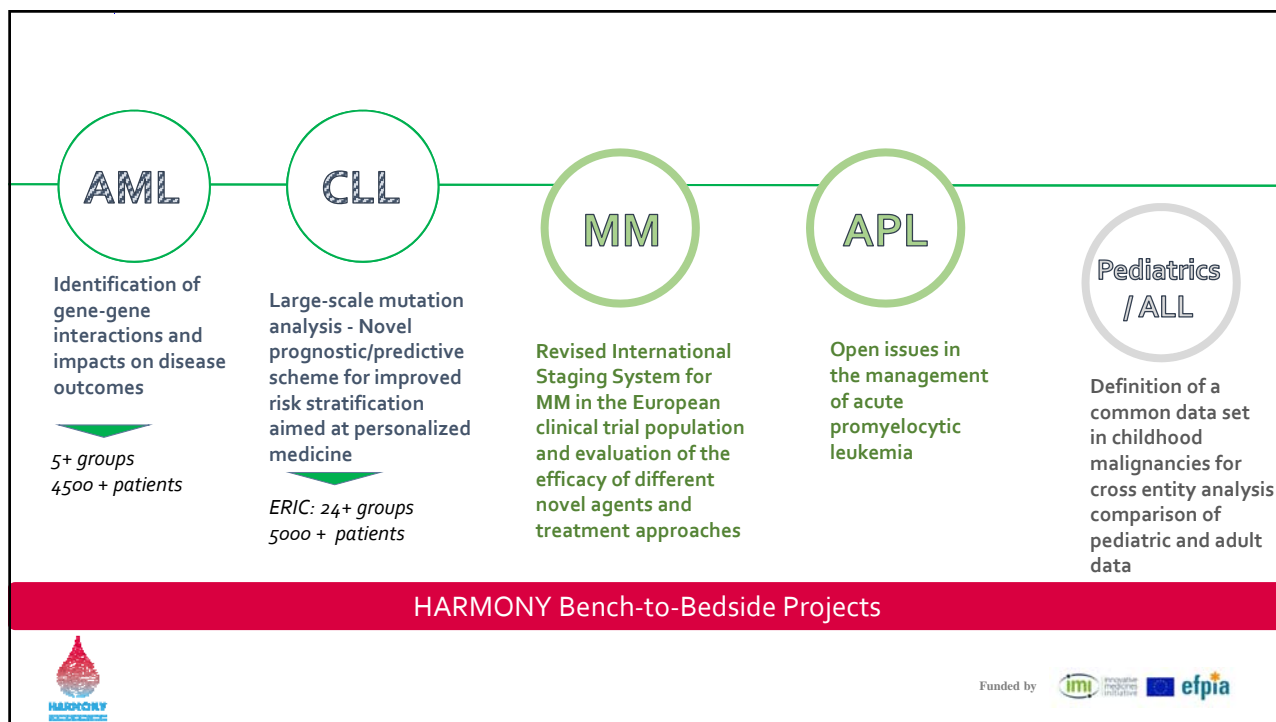 AML
Identification of
gene-gene
interactions and
impacts on disease
outcomes
5+ groups
4500 + patients
CLL
Large-scale mutation
analysis - Novel
prognostic/predictive
scheme for improved
risk stratification
aimed at personalized
medicine
ERIC: 24+ groups
5000 + patients
MM
Revised International
Staging System for
MM in the European
clinical trial population
and evaluation of the
efficacy of different
novel agents and
treatment approaches
APL
Open issues in
the management
of acute
promyelocytic
leukemia
Pediatrics
/ ALL
Definition of a
common data set
in childhood
malignancies for
cross entity analysis
comparison of
pediatric and adult
data
HARMONY Bench-to-Bedside Projects
HARMONY
Funded by
imi
innovative
medicines
initiative
efpia